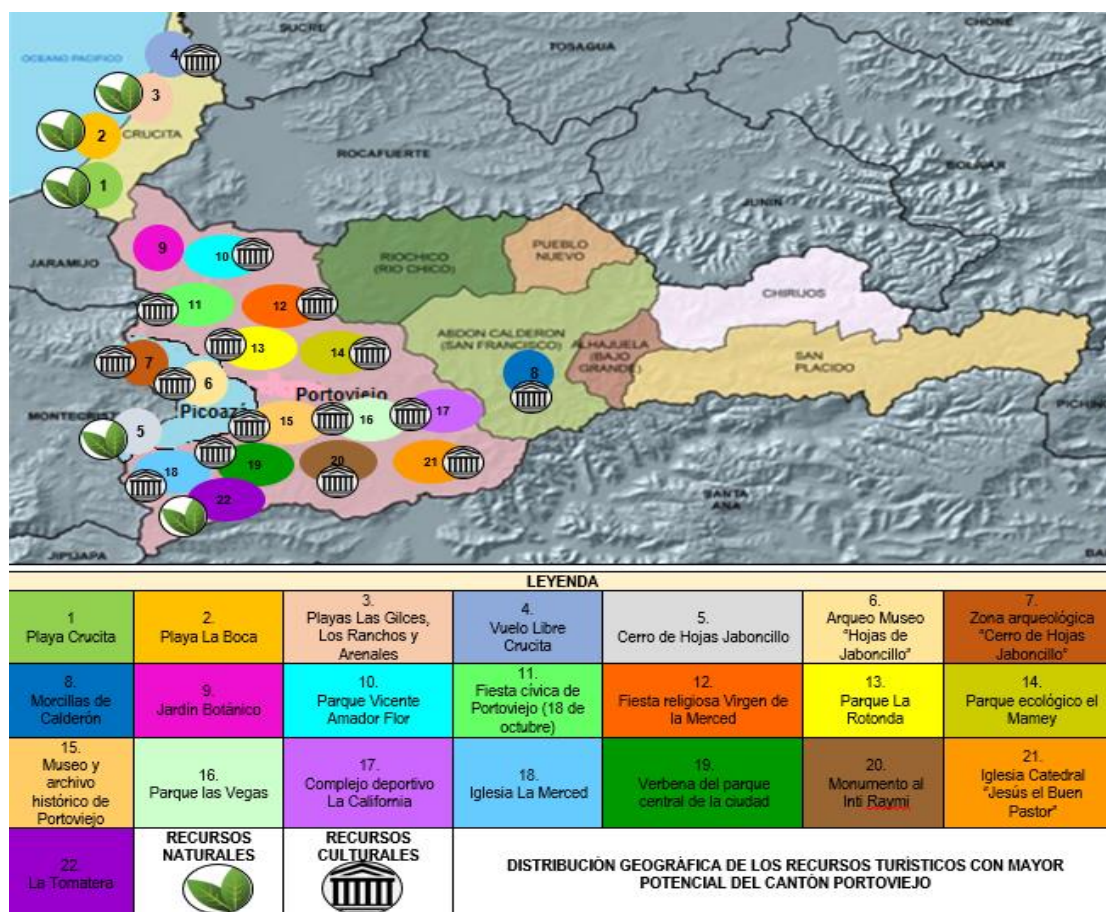 SUCRE
CHONE
TOSAGUA
OCEANO PACIFICO
4
3
2
CRUCITA
1
ROCAFUERTE
BOLIVAR
JUNIN
9
10
JARAMIJO
RIOCHICO
(RIO CHICO)
PUEBLO
NUEVO
CHIRIJOS
11
12
ABDON CALDERON
(SAN FRANCISCO)
ALHAJUELA
(BAJO
GRANDE)
SAN
PLACIDO
13
14
7
8
6
Portoviejo
Picoazá
MONTECRIST
PICHINC
15
16
17
5
18
19
20
21
22
SANTA
ANA
JIPIJAPA
BA
LEYENDA
1
Playa Crucita
2.
Playa La Boca
3.
Playas Las Gilces,
Los Ranchos y
Arenales
4.
Vuelo Libre
Crucita
5.
Cerro de Hojas Jaboncillo
6.
Arqueo Museo
"Hojas de
Jaboncillo"
7.
Zona arqueológica
"Cerro de Hojas
Jaboncillo"
8.
Morcillas de
Calderón
9.
Jardín Botánico
10.
Parque Vicente
Amador Flor
11.
Fiesta cívica de
Portoviejo (18 de
octubre)
12.
Fiesta religiosa Virgen de
la Merced
13.
Parque La
Rotonda
14.
Parque ecológico el
Mamey
15.
Museo y
archivo
histórico de
Portoviejo
16.
Parque las Vegas
17.
Complejo deportivo
La California
18.
Iglesia La Merced
19.
Verbena del parque
central de la ciudad
20.
Monumento al
Inti Raymi
21.
Iglesia Catedral
"Jesús el Buen
Pastor"
22.
La Tomatera
RECURSOS
NATURALES
RECURSOS
CULTURALES
DISTRIBUCIÓN GEOGRÁFICA DE LOS RECURSOS TURÍSTICOS CON MAYOR
POTENCIAL DEL CANTÓN PORTOVIEJO